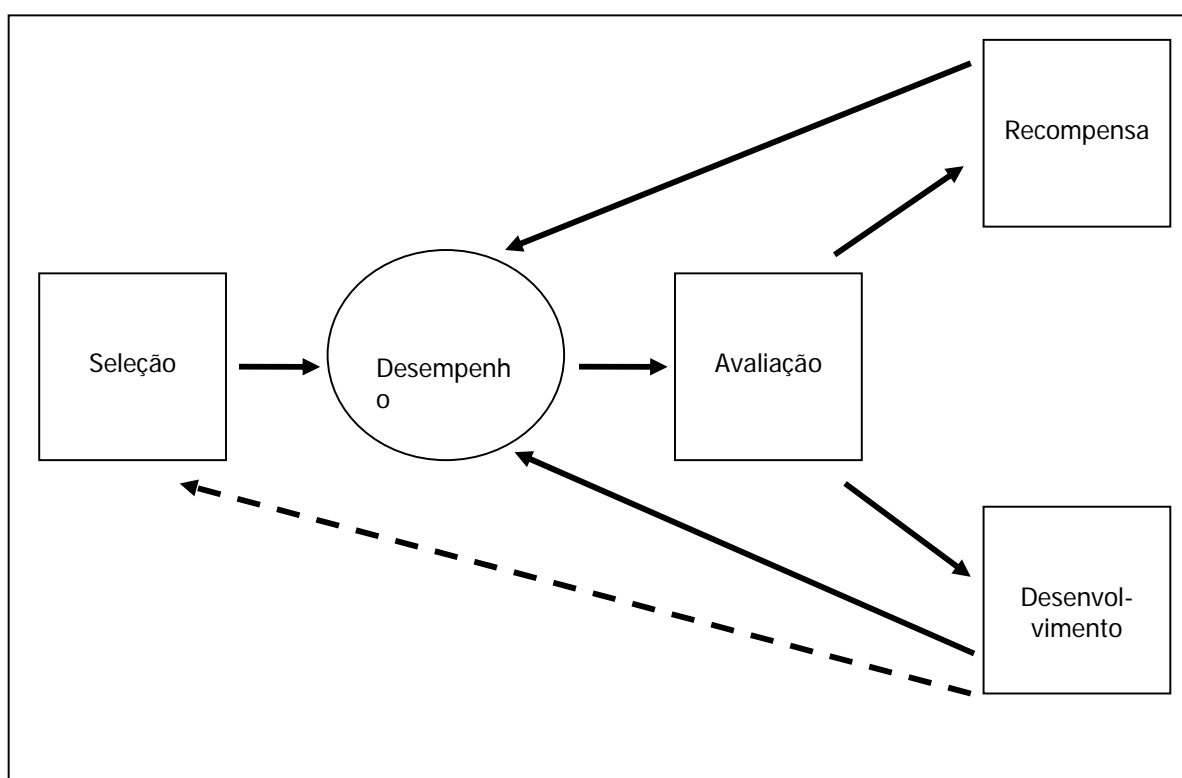 Recompensa
Seleção
Desempenh
o
Avaliação
Desenvol-
vimento